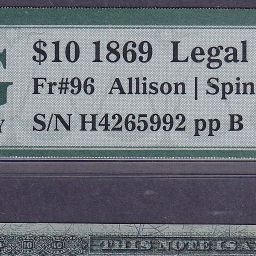 $10 1869 Legal
Fr#96 Allison | Spin
S/N H4265992 pp B
THIS NOTE IS A